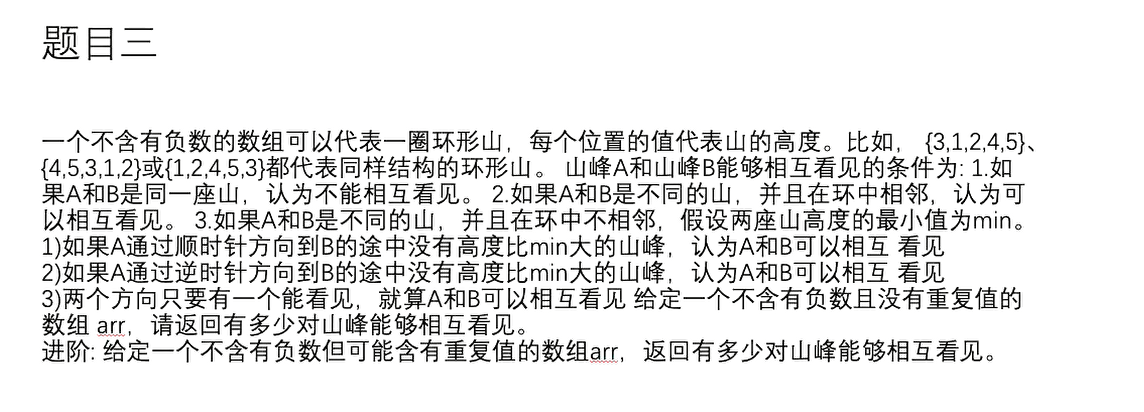 题目三
一个不含有负数的数组可以代表一圈环形山，每个位置的值代表山的高度。比如， {3,1,2,4,5}、
{4,5,3,1,2}或{1,2,4,5,3}都代表同样结构的环形山。 山峰A和山峰B能够相互看见的条件为: 1.如
果A和B是同一座山，认为不能相互看见。 2.如果A和B是不同的山，并且在环中相邻，认为可
以相互看见。 3.如果A和B是不同的山，并且在环中不相邻，假设两座山高度的最小值为min。
1)如果A通过顺时针方向到B的途中没有高度比min大的山峰，认为A和B可以相互 看见
2)如果A通过逆时针方向到B的途中没有高度比min大的山峰，认为A和B可以相互 看见
3)两个方向只要有一个能看见，就算A和B可以相互看见 给定一个不含有负数且没有重复值的
数组 arr，请返回有多少对山峰能够相互看见。
进阶: 给定一个不含有负数但可能含有重复值的数组arr，返回有多少对山峰能够相互看见。